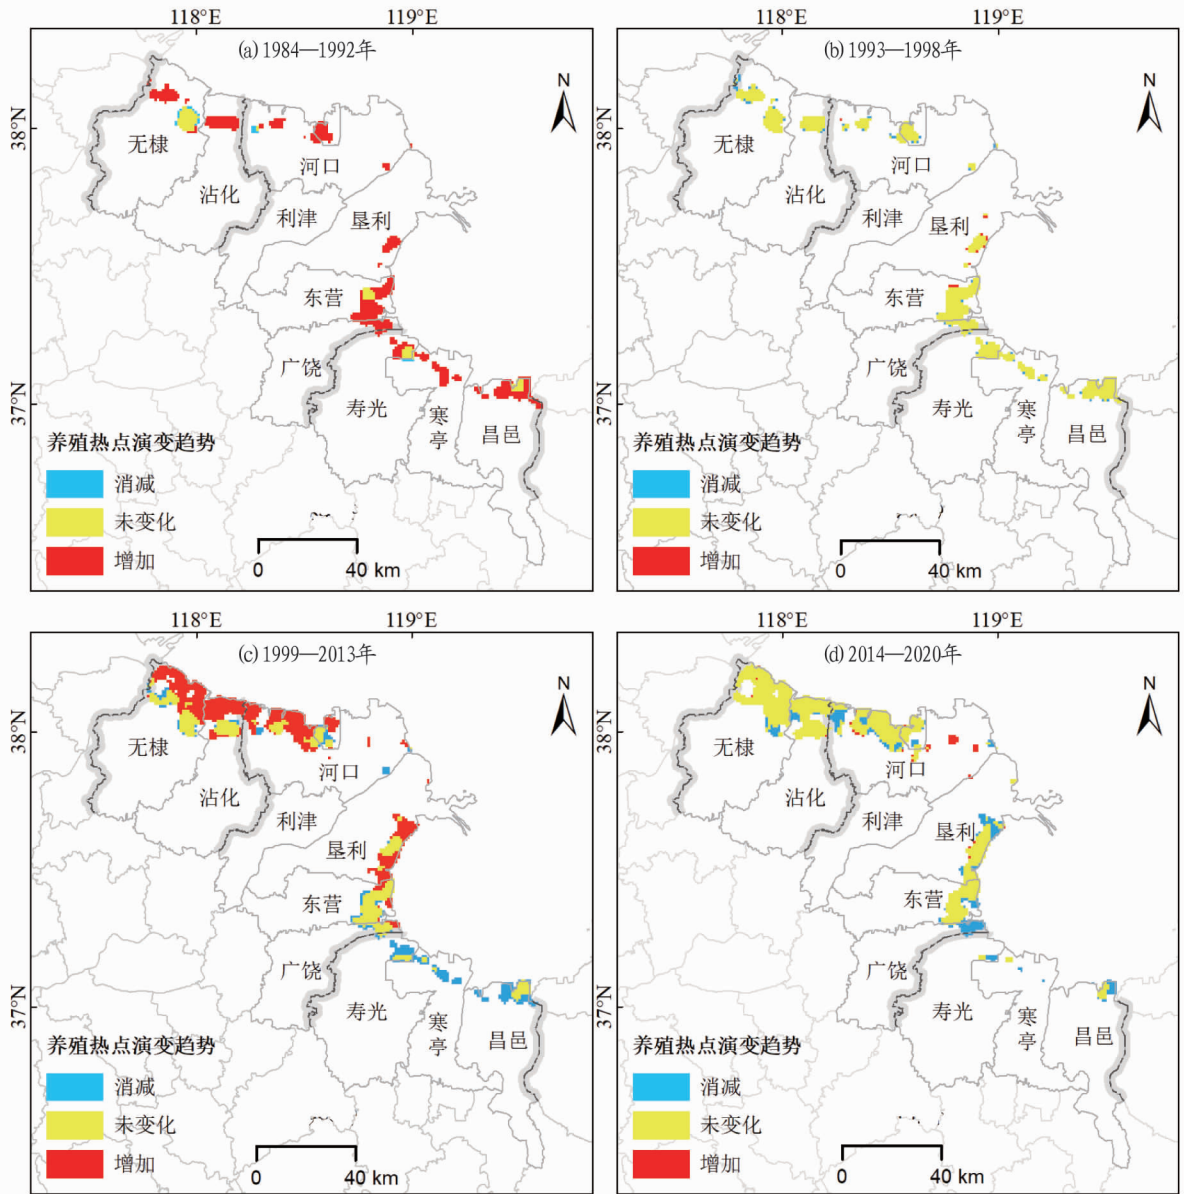 118°E 119°E
(a) 1984—1992年
N
38°N
37°N
无棣
沾化
河口
利津
垦利
东营
广饶
寿光
寒亭
昌邑
养殖热点演变趋势
消减
未变化
增加
0 40 km
118°E 119°E
(b) 1993—1998年
N
38°N
37°N
无棣
沾化
河口
利津
垦利
东营
广饶
寿光
寒亭
昌邑
养殖热点演变趋势
消减
未变化
增加
0 40 km
118°E 119°E
(c) 1999—2013年
N
38°N
37°N
无棣
河口
沾化
利津
垦利
东营
广饶
寿光
寒亭
昌邑
养殖热点演变趋势
消减
未变化
增加
0 40 km
118°E 119°E
(d) 2014—2020年
N
38°N
37°N
无棣
河口
沾化
利津
垦利
东营
广饶
寿光
寒亭
昌邑
养殖热点演变趋势
消减
未变化
增加
0 40 km